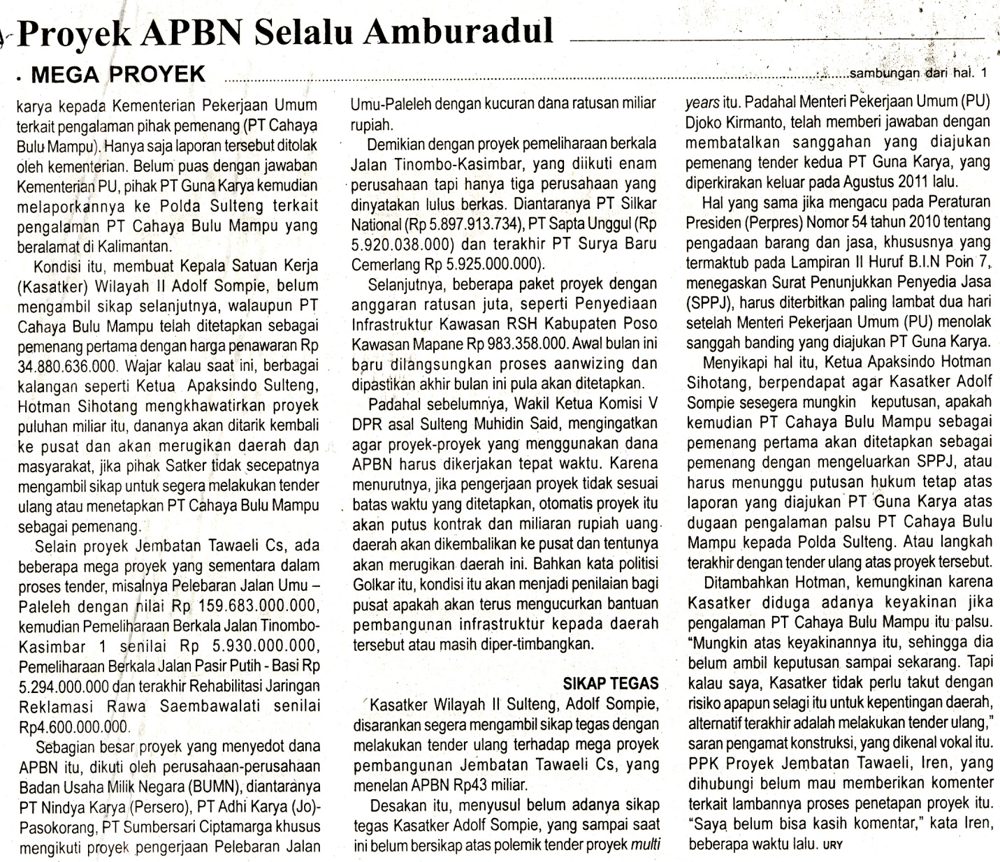 Proyek APBN Selalu Amburadul
MEGA PROYEK
sambungan dari hal. 1
karya kepada Kementerian Pekerjaan Umum
terkait pengalaman pihak pemenang (PT Cahaya
Bulu Mampu). Hanya saja laporan tersebut ditolak
oleh kementerian. Belum puas dengan jawaban
Kementerian PU, pihak PT Guna Karya kemudian
melaporkannya ke Polda Sulteng terkait
pengalaman PT Cahaya Bulu Mampu yang
beralamat di Kalimantan.
Kondisi itu, membuat Kepala Satuan Kerja
(Kasatker) Wilayah II Adolf Sompie, belum
mengambil sikap selanjutnya, walaupun PT
Cahaya Bulu Mampu telah ditetapkan sebagai
pemenang pertama dengan harga penawaran Rp
34.880.636.000. Wajar kalau saat ini, berbagai
kalangan seperti Ketua Apaksindo Sulteng,
Hotman Sihotang mengkhawatirkan proyek
puluhan miliar itu, dananya akan ditarik kembali
ke pusat dan akan merugikan daerah dan
masyarakat, jika pihak Satker tidak secepatnya
mengambil sikap untuk segera melakukan tender
ulang atau menetapkan PT Cahaya Bulu Mampu
sebagai pemenang.
Selain proyek Jembatan Tawaeli Cs, ada
beberapa mega proyek yang sementara dalam
proses tender, misalnya Pelebaran Jalan Umu –
Paleleh dengan nilai Rp 159.683.000.000,
kemudian Pemeliharaan Berkala Jalan Tinombo-
Kasimbar 1 senilai Rp 5.930.000.000,
Pemeliharaan Berkala Jalan Pasir Putih - Basi Rp
5.294.000.000 dan terakhir Rehabilitasi Jaringan
Reklamasi Rawa Saembawalati senilai
Rp4.600.000.000.
Sebagian besar proyek yang menyedot dana
APBN itu, dikuti oleh perusahaan-perusahaan
Badan Usaha Milik Negara (BUMN), diantaranya
PT Nindya Karya (Persero), PT Adhi Karya (Jo)-
Pasokorang, PT Sumbersari Ciptamarga khusus
mengikuti proyek pengerjaan Pelebaran Jalan
Umu-Paleleh dengan kucuran dana ratusan miliar
rupiah.
Demikian dengan proyek pemeliharaan berkala
Jalan Tinombo-Kasimbar, yang diikuti enam
perusahaan tapi hanya tiga perusahaan yang
dinyatakan lulus berkas. Diantaranya PT Silkar
National (Rp 5.897.913.734), PT Sapta Unggul (Rp
5.920.038.000) dan terakhir PT Surya Baru
Cemerlang Rp 5.925.000.000).
Selanjutnya, beberapa paket proyek dengan
anggaran ratusan juta, seperti Penyediaan
Infrastruktur Kawasan RSH Kabupaten Poso
Kawasan Mapane Rp 983.358.000. Awal bulan ini
baru dilangsungkan proses aanwizing dan
dipastikan akhir bulan ini pula akan ditetapkan.
Padahal sebelumnya, Wakil Ketua Komisi V
DPR asal Sulteng Muhidin Said, mengingatkan
agar proyek-proyek yang menggunakan dana
APBN harus dikerjakan tepat waktu. Karena
menurutnya, jika pengerjaan proyek tidak sesuai
batas waktu yang ditetapkan, otomatis proyek itu
akan putus kontrak dan miliaran rupiah uang
daerah akan dikembalikan ke pusat dan tentunya
akan merugikan daerah ini. Bahkan kata politisi
Golkar itu, kondisi itu akan menjadi penilaian bagi
pusat apakah akan terus mengucurkan bantuan
pembangunan infrastruktur kepada daerah
tersebut atau masih diper-timbangkan.
SIKAP TEGAS
Kasatker Wilayah II Sulteng, Adolf Sompie,
disarankan segera mengambil sikap tegas dengan
melakukan tender ulang terhadap mega proyek
pembangunan Jembatan Tawaeli Cs, yang
menelan APBN Rp43 miliar.
Desakan itu, menyusul belum adanya sikap
tegas Kasatker Adolf Sompie, yang sampai saat
ini belum bersikap atas polemik tender proyek multi
years itu. Padahal Menteri Pekerjaan Umum (PU)
Djoko Kirmanto, telah memberi jawaban dengan
membatalkan sanggahan yang diajukan
pemenang tender kedua PT Guna Karya, yang
diperkirakan keluar pada Agustus 2011 lalu.
Hal yang sama jika mengacu pada Peraturan
Presiden (Perpres) Nomor 54 tahun 2010 tentang
pengadaan barang dan jasa, khususnya yang
termaktub pada Lampiran II Huruf B.I.N Poin 7,
menegaskan Surat Penunjukkan Penyedia Jasa
(SPPJ), harus diterbitkan paling lambat dua hari
setelah Menteri Pekerjaan Umum (PU) menolak
sanggah banding yang diajukan PT Guna Karya.
Menyikapi hal itu, Ketua Apaksindo Hotman
Sihotang, berpendapat agar Kasatker Adolf
Sompie sesegera mungkin keputusan, apakah
kemudian PT Cahaya Bulu Mampu sebagai
pemenang pertama akan ditetapkan sebagai
pemenang dengan mengeluarkan SPPJ, atau
harus menunggu putusan hukum tetap atas
laporan yang diajukan PT Guna Karya atas
dugaan pengalaman palsu PT Cahaya Bulu
Mampu kepada Polda Sulteng. Atau langkah
terakhir dengan tender ulang atas proyek tersebut.
Ditambahkan Hotman, kemungkinan karena
Kasatker diduga adanya keyakinan jika
pengalaman PT Cahaya Bulu Mampu itu palsu.
“Mungkin atas keyakinannya itu, sehingga dia
belum ambil keputusan sampai sekarang. Tapi
kalau saya, Kasatker tidak perlu takut dengan
risiko apapun selagi itu untuk kepentingan daerah,
alternatif terakhir adalah melakukan tender ulang,”
saran pengamat konstruksi, yang dikenal vokal itu.
PPK Proyek Jembatan Tawaeli, Iren, yang
dihubungi belum mau memberikan komenter
terkait lambannya proses penetapan proyek itu.
“Saya belum bisa kasih komentar,” kata Iren,
beberapa waktu lalu. URY